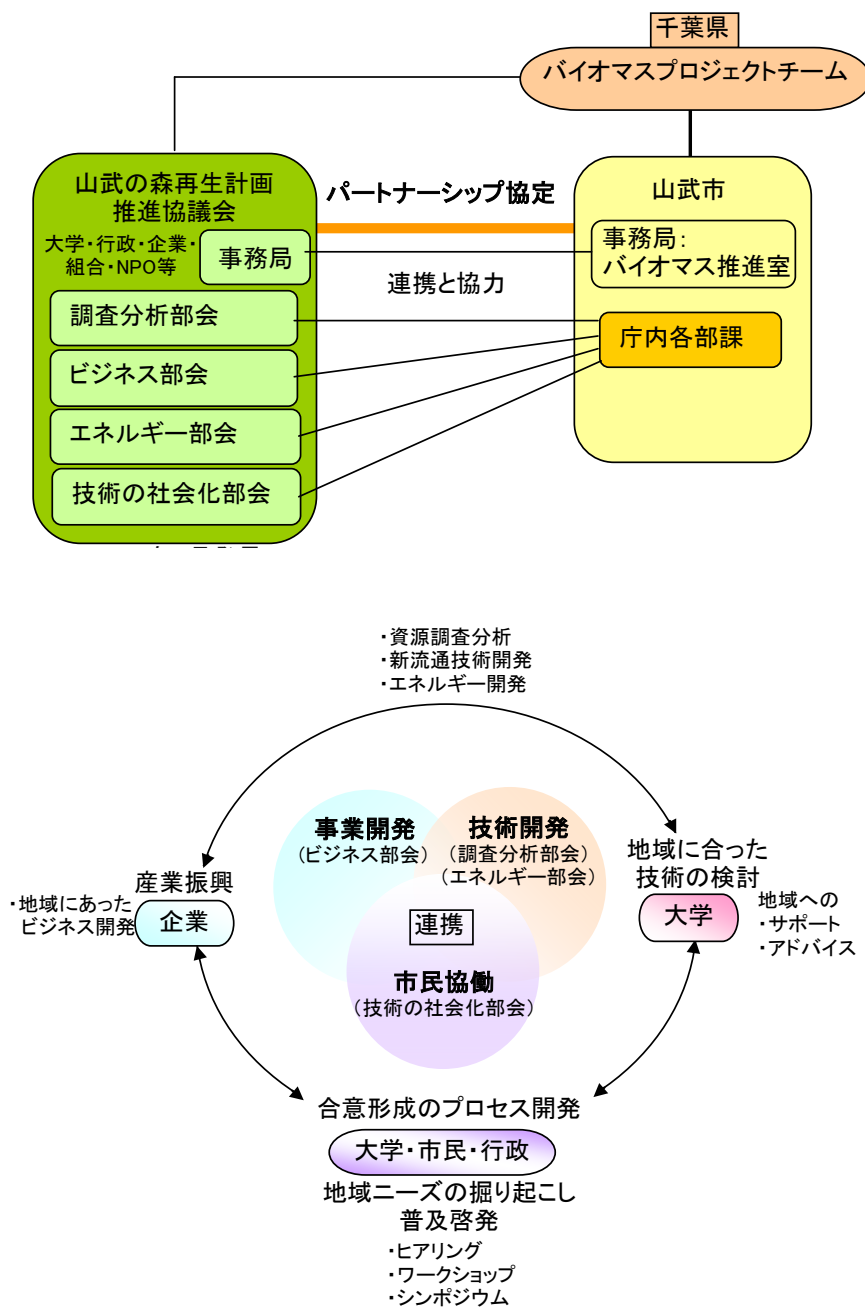 千葉県
バイオマスプロジェクトチーム
山武の森再生計画
推進協議会
大学・行政・企業・
組合・NPO等
事務局
調査分析部会
ビジネス部会
エネルギー部会
技術の社会化部会
パートナーシップ協定
連携と協力
山武市
事務局：
バイオマス推進室
庁内各部課
・資源調査分析
・新流通技術開発
・エネルギー開発
事業開発
（ビジネス部会）
技術開発
（調査分析部会）
（エネルギー部会）
産業振興
・地域にあった
ビジネス開発
企業
地域に合った
技術の検討
大学
地域への
・サポート
・アドバイス
連携
市民協働
（技術の社会化部会）
合意形成のプロセス開発
大学・市民・行政
地域ニーズの掘り起こし
普及啓発
・ヒアリング
・ワークショップ
・シンポジウム